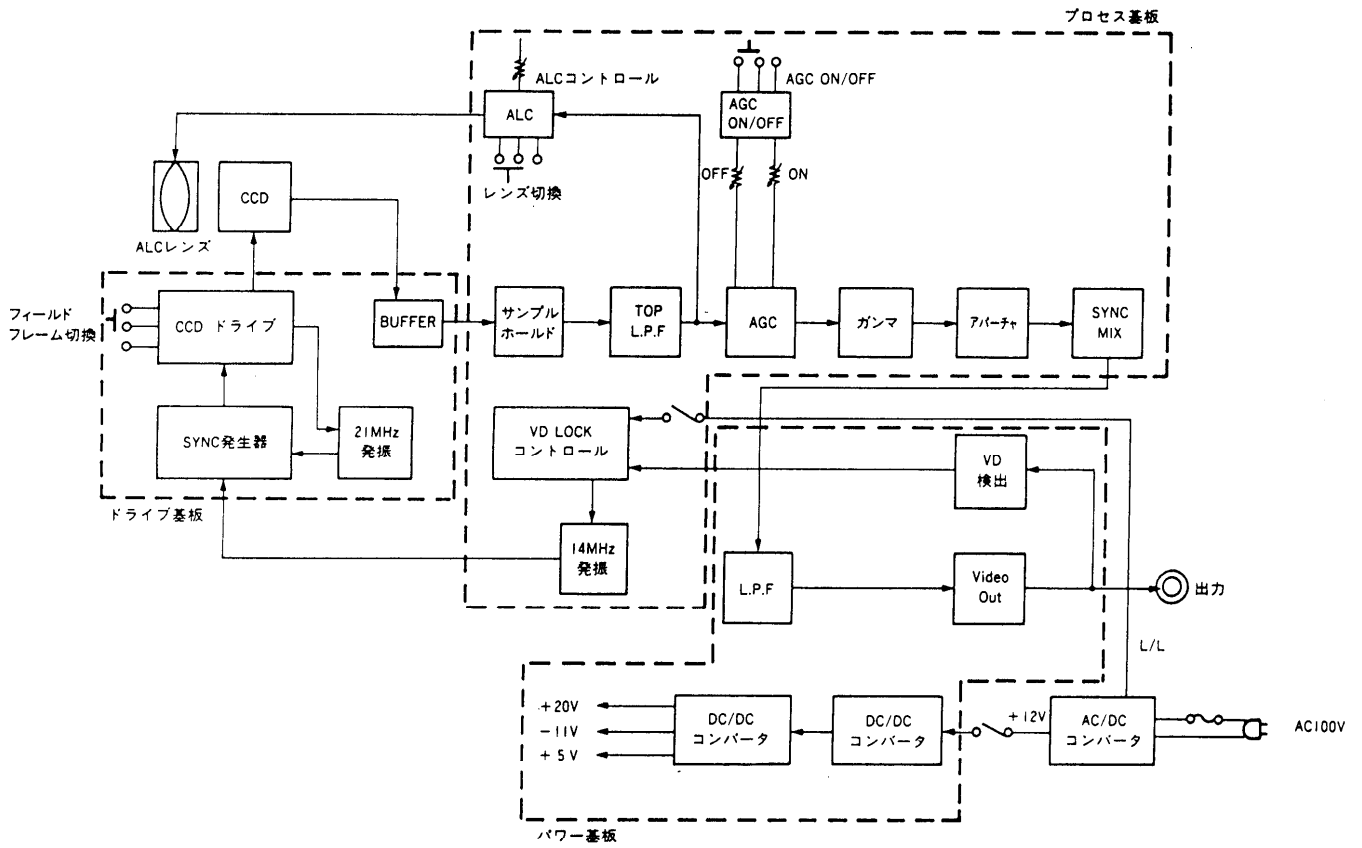 プロセス基板
ALCコントロール
ALC
レンズ切換
AGC ON/OFF
AGC
ON/OFF
OFF
ON
CCD
ALCレンズ
フィールド
フレーム切換
CCD ドライブ
BUFFER
サンプル
ホールド
TOP
L.P.F
AGC
ガンマ
アパーチャ
SYNC
MIX
SYNC発生器
21MHz
発振
ドライブ基板
VD LOCK
コントロール
VD
検出
14MHz
発振
L.P.F
Video
Out
出力
L/L
+20V
-11V
+5V
DC/DC
コンバータ
DC/DC
コンバータ
+12V
AC/DC
コンバータ
AC100V
パワー基板